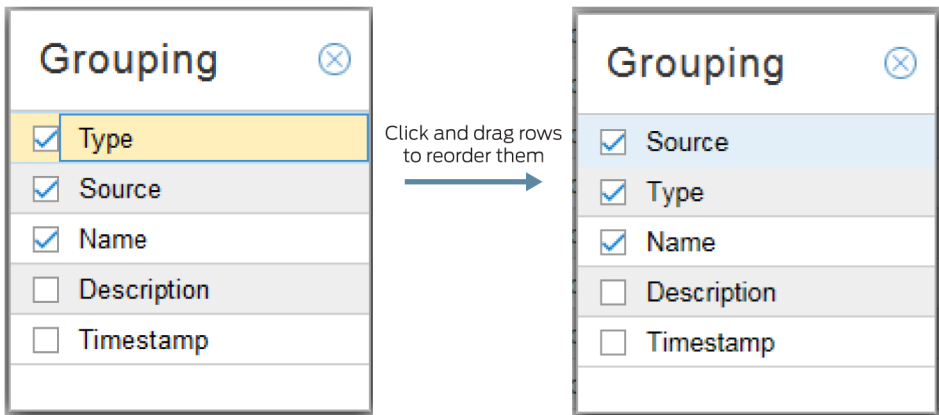 Grouping
Type
Source
Name
Description
Timestamp
Click and drag rows
to reorder them
Grouping
Source
Type
Name
Description
Timestamp